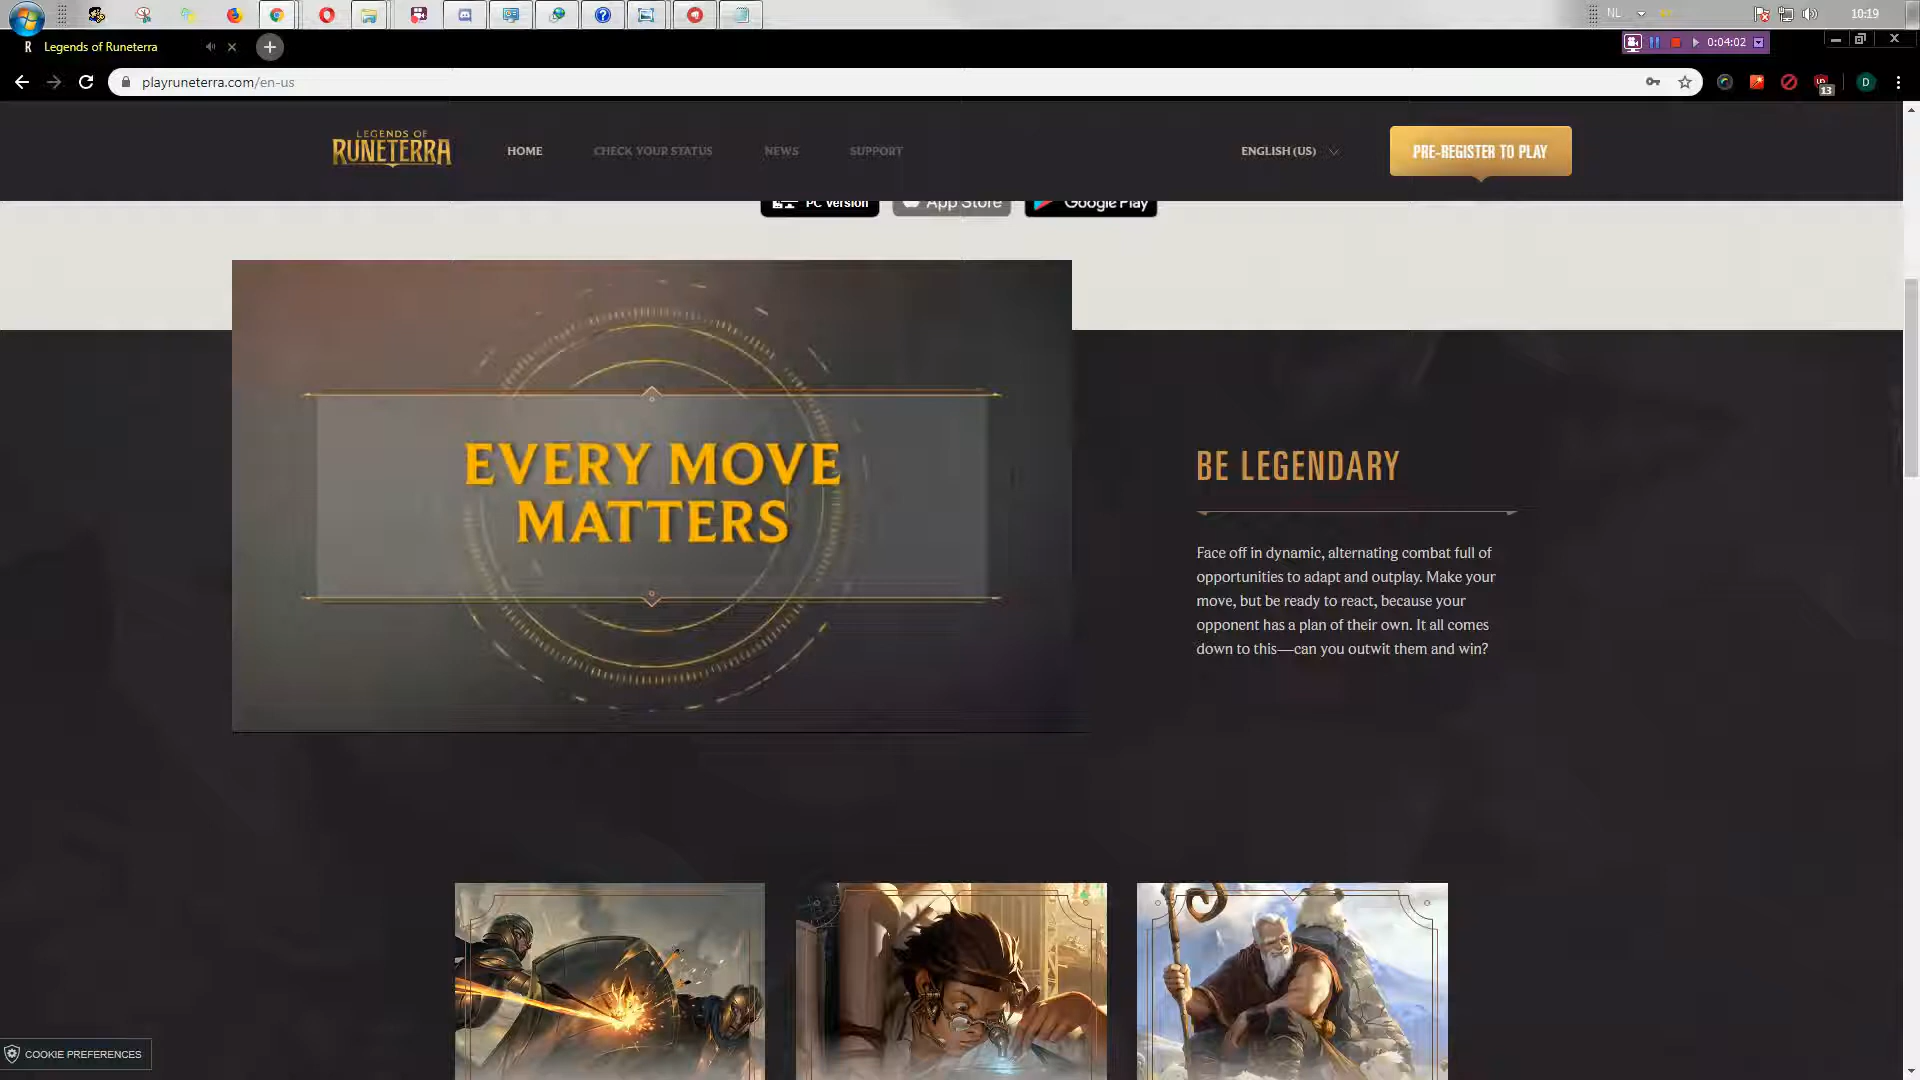 NL
10:19
Legends of Runeterra
0:04:02
playruneterra.com/en-us
13
D
LEGENDS OF
RUNETERRA
HOME
CHECK YOUR STATUS
NEWS
SUPPORT
ENGLISH (US)
PRE-REGISTER TO PLAY
PC Version
App Store
Google Play
EVERY MOVE
MATTERS
BE LEGENDARY
Face off in dynamic, alternating combat full of
opportunities to adapt and outplay. Make your
move, but be ready to react, because your
opponent has a plan of their own. It all comes
down to this—can you outwit them and win?
COOKIE PREFERENCES